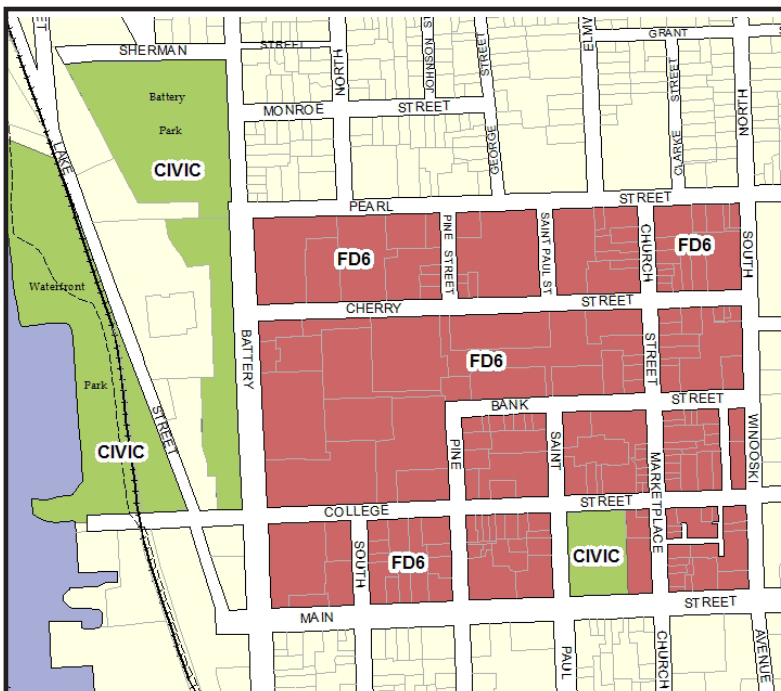 SHERMAN
STREET
NORTH
JOHNSON
STREET
ELMW
GRANT
STREET
NORTH
Battery
Park
MONROE
STREET
GEORGE
CLARKE
LAKE
CIVIC
PEARL
STREET
FD6
PINE STREET
SAINT PAUL ST
CHURCH
FD6
SOUTH
Waterfront
CHERRY
STREET
BATTERY
FD6
STREET
Park
BANK
STREET
STREET
CIVIC
PINE
SAINT
MARKETPLACE
WINOOSKI
COLLEGE
STREET
SOUTH
FD6
CIVIC
MAIN
STREET
PAUL
CHURCH
AVENUE